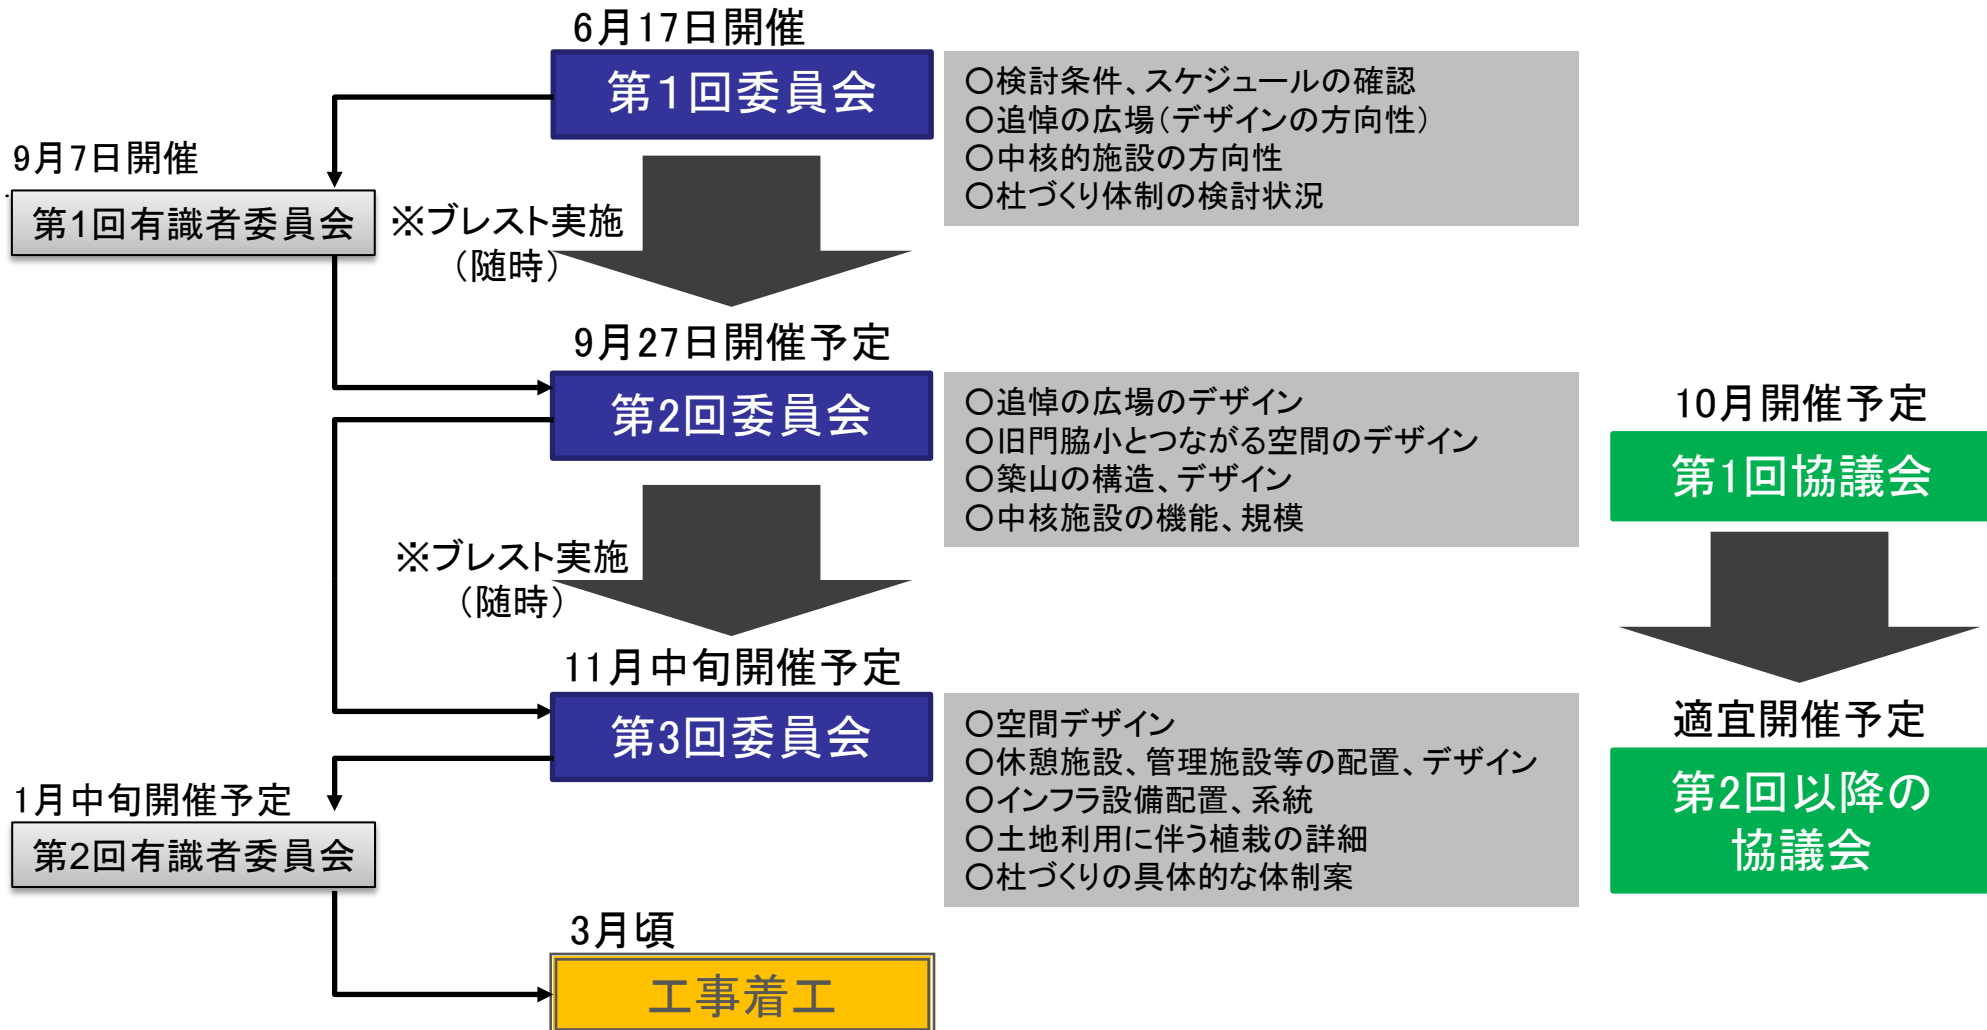 6月17日開催
第1回委員会
○検討条件、スケジュールの確認
○追悼の広場(デザインの方向性)
○中核的施設の方向性
○杜づくり体制の検討状況
9月7日開催
第1回有識者委員会
※ブレスト実施
(随時)
9月27日開催予定
第2回委員会
○追悼の広場のデザイン
○旧門脇小とつながる空間のデザイン
○築山の構造、デザイン
○中核施設の機能、規模
10月開催予定
第1回協議会
※ブレスト実施
(随時)
11月中旬開催予定
第3回委員会
○空間デザイン
○休憩施設、管理施設等の配置、デザイン
○インフラ設備配置、系統
○土地利用に伴う植栽の詳細
○杜づくりの具体的な体制案
適宜開催予定
第2回以降の
協議会
1月中旬開催予定
第2回有識者委員会
3月頃
工事着工